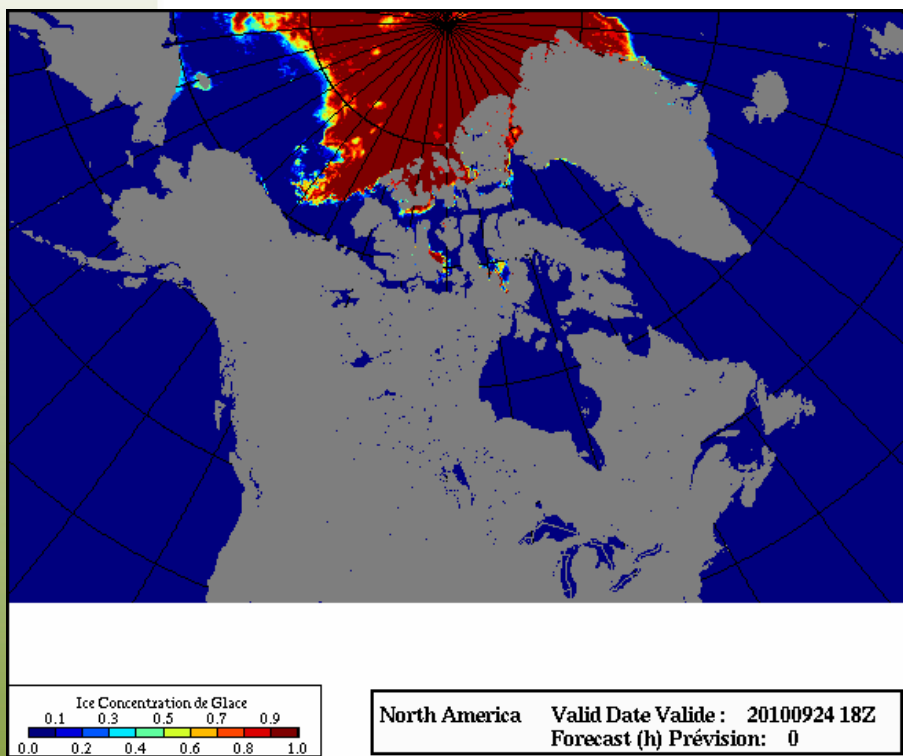 Ice Concentration de Glace
0.1 0.3 0.5 0.7 0.9
0.0 0.2 0.4 0.6 0.8 1.0
North America Valid Date Valide : 20100924 18Z
Forecast (h) Prévision: 0